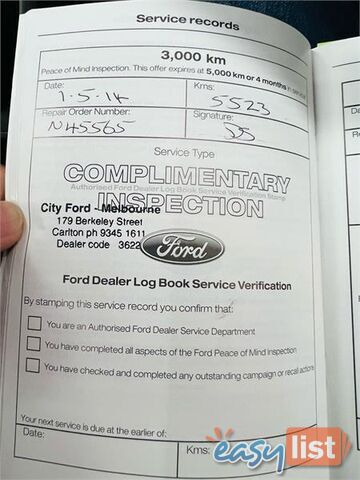 Service records
3,000 km
Peace of Mind Inspection. This offer expires at 5,000 km or 4 months in service
Date: Kms:
1-5-14 5523
Repair Order Number: Signature:
N45565
Service Type
COMPLIMENTARY
Authorised Ford Dealer Log Book Service Verification Stamp
INSPECTION
City Ford - Melbourne
179 Berkeley Street
Carlton ph 9345 1611
Dealer code 3622
Ford
Ford Dealer Log Book Service Verification
By stamping this service record you confirm that:
You are an Authorised Ford Dealer Service Department
You have completed all aspects of the Ford Peace of Mind Inspection
You have checked and completed any outstanding campaign or recall actions
Your next service is due at the earlier of:
Date: Kms:
easylist